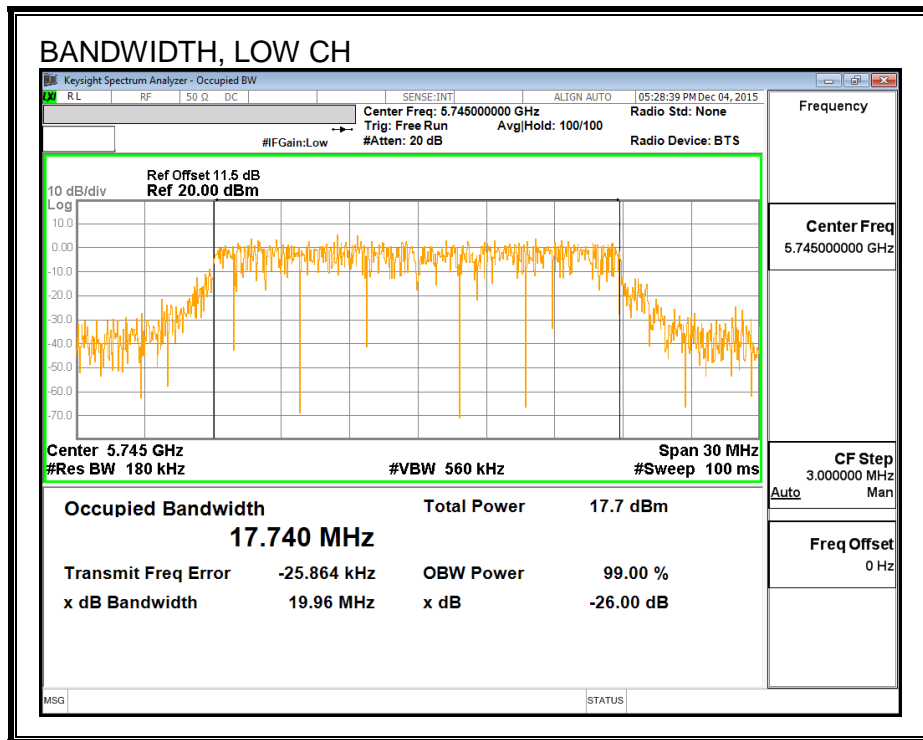 BANDWIDTH, LOW CH
Keysight Spectrum Analyzer - Occupied BW
LXI RL RF 50 Ω DC SENSE:INT ALIGN AUTO 05:28:39 PM Dec 04, 2015
Center Freq: 5.745000000 GHz Radio Std: None
Trig: Free Run Avg|Hold: 100/100
#IFGain:Low #Atten: 20 dB Radio Device: BTS
Frequency
Ref Offset 11.5 dB
10 dB/div Ref 20.00 dBm
Log
10.0
0.00
-10.0
-20.0
-30.0
-40.0
-50.0
-60.0
-70.0
Center 5.745 GHz Span 30 MHz
#Res BW 180 kHz #VBW 560 kHz #Sweep 100 ms
Center Freq
5.745000000 GHz
CF Step
3.000000 MHz
Auto Man
Freq Offset
0 Hz
Occupied Bandwidth Total Power 17.7 dBm
17.740 MHz
Transmit Freq Error -25.864 kHz OBW Power 99.00 %
x dB Bandwidth 19.96 MHz x dB -26.00 dB
MSG STATUS